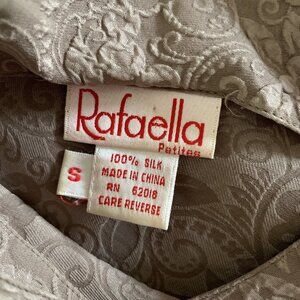 Rafaella
Petites
S
100% SILK
MADE IN CHINA
RN 62018
CARE REVERSE